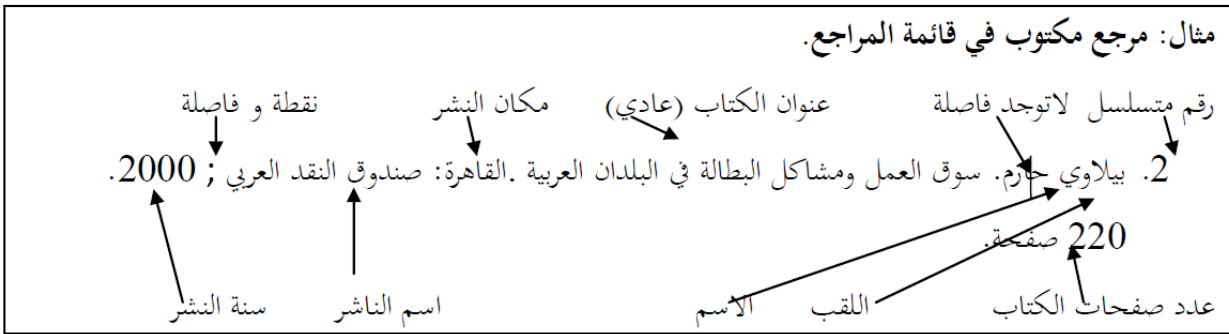 مثال: مرجع مكتوب في قائمة المراجع.
رقم متسلسل لاتوجد فاصلة عنوان الكتاب (عادي) مكان النشر نقطة و فاصلة
2. بيلاوي حازم. سوق العمل ومشاكل البطالة في البلدان العربية .القاهرة: صندوق النقد العربي ; 2000.
220 صفحة.
عدد صفحات الكتاب اللقب الاسم اسم الناشر سنة النشر